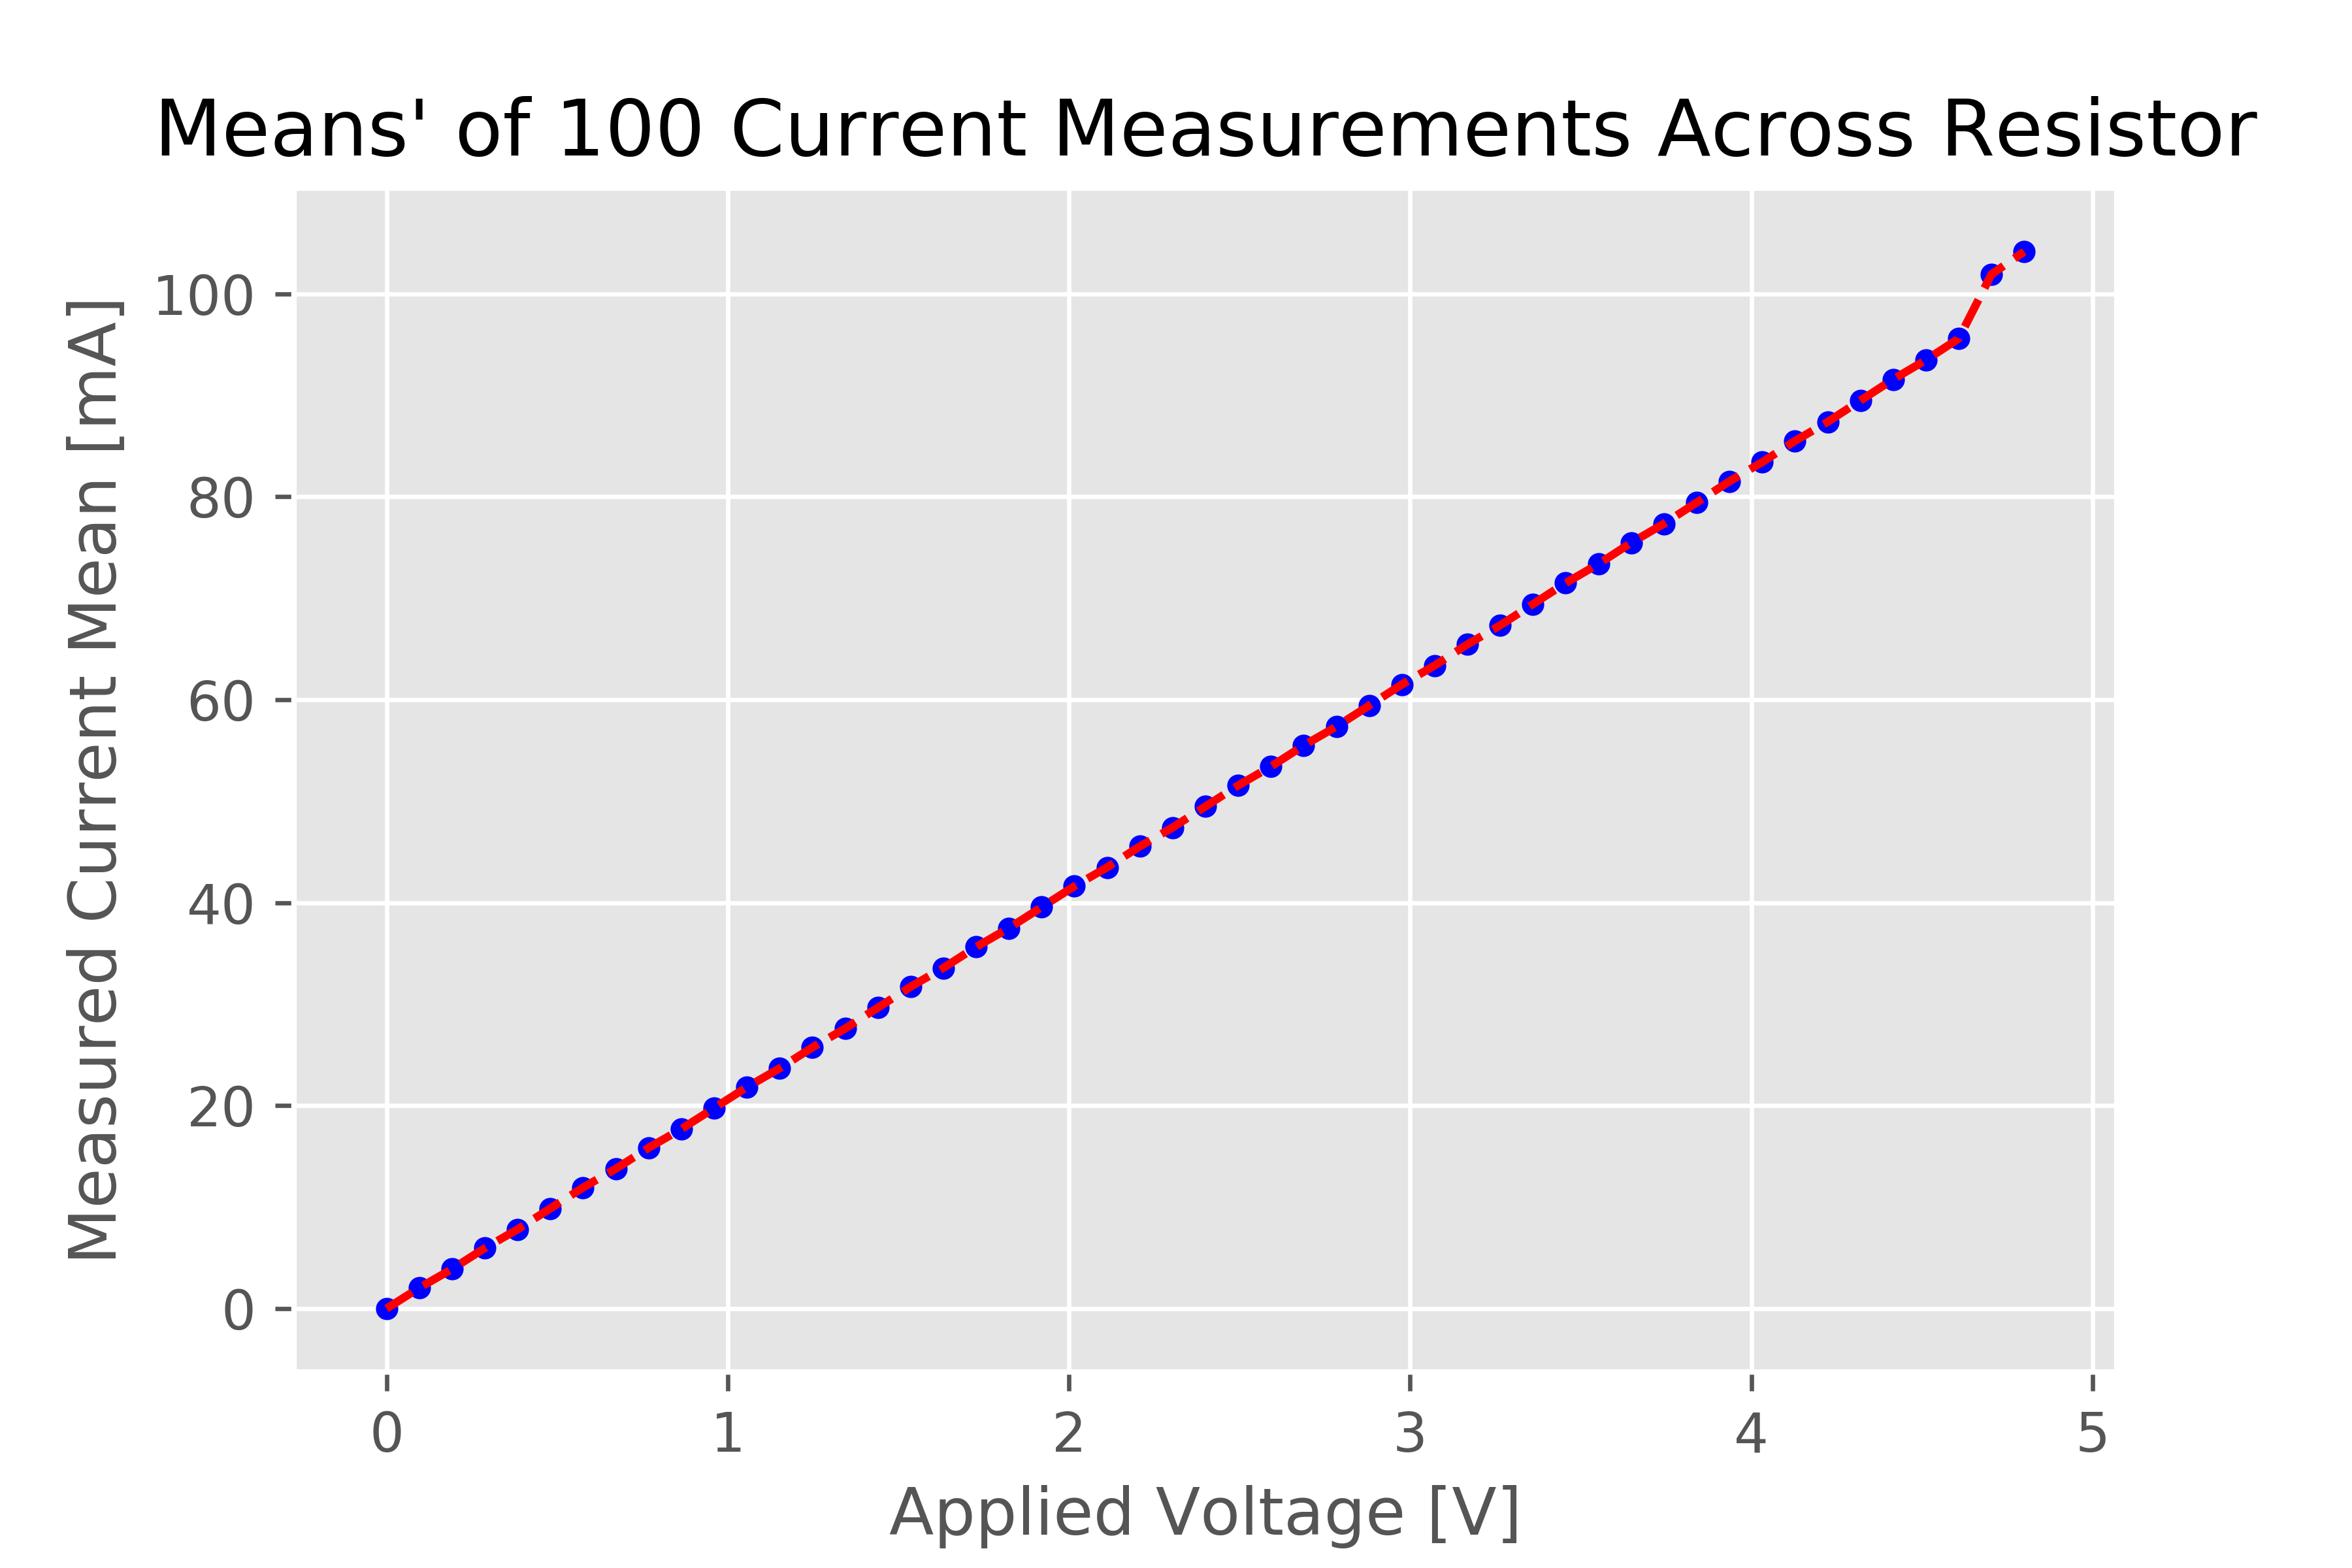 Means' of 100 Current Measurements Across Resistor
Measured Current Mean [mA]
100
80
60
40
20
0
0 1 2 3 4 5
Applied Voltage [V]